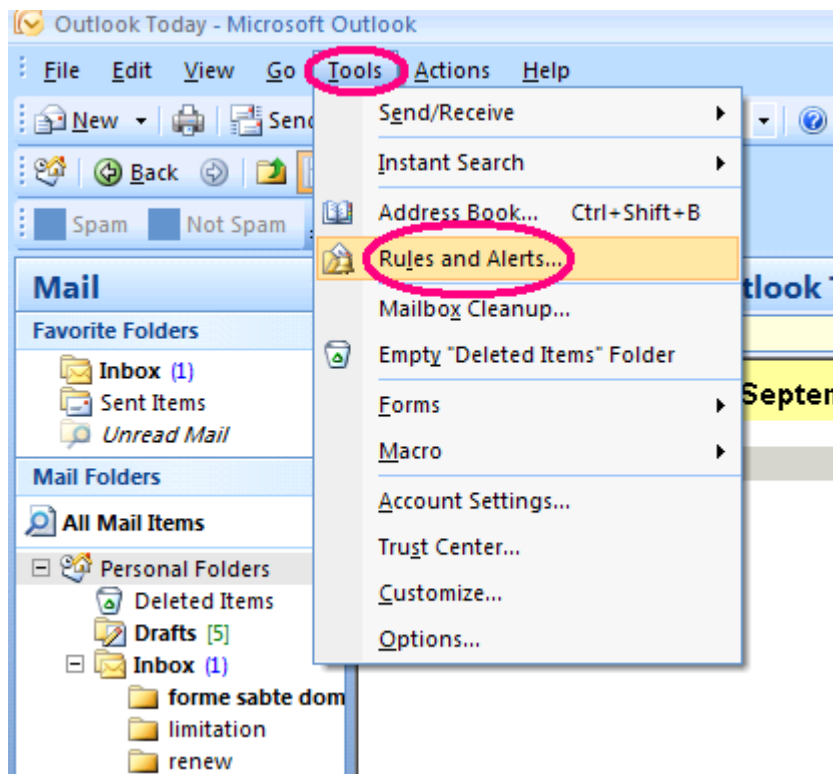 Outlook Today - Microsoft Outlook
File Edit View Go Tools Actions Help
New Send
Send/Receive
Instant Search
Back
Address Book... Ctrl+Shift+B
Spam Not Spam
Rules and Alerts...
Mail
Mailbox Cleanup...
Favorite Folders
Empty "Deleted Items" Folder
Inbox (1)
Sent Items
Forms
Unread Mail
Macro
Mail Folders
Account Settings...
All Mail Items
Trust Center...
Personal Folders
Customize...
Deleted Items
Drafts [5]
Options...
Inbox (1)
forme sabte dom
limitation
renew